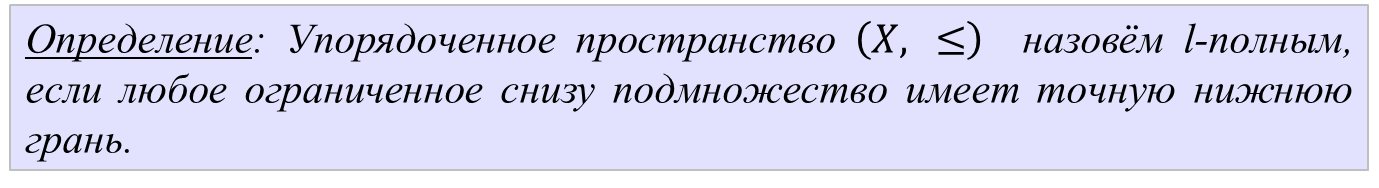 Определение: Упорядоченное пространство (X, ≤) назовём l-полным,
если любое ограниченное снизу подмножество имеет точную нижнюю
грань.